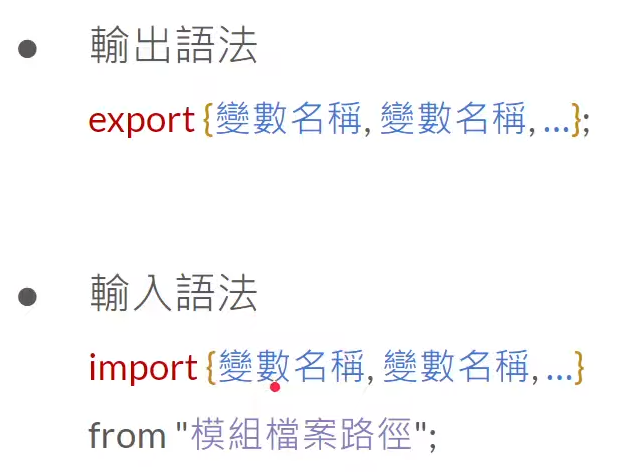 ● 輸出語法
export {變數名稱, 變數名稱, ...};
● 輸入語法
import {變數名稱, 變數名稱, ...}
from "模組檔案路徑";